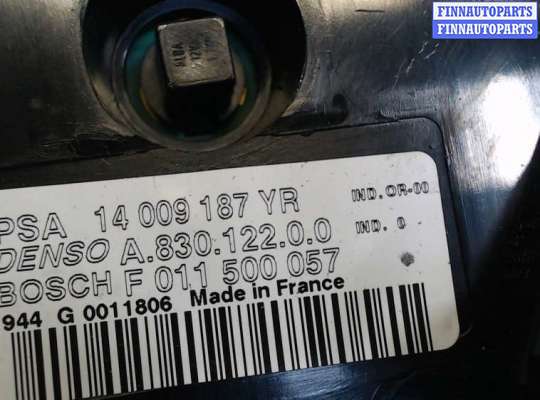 FINNAUTOPARTS
FINNAUTOPARTS
PSA 14 009 187 YR IND. OR-00
DENSO A.830.122.0.0 IND. 0
BOSCH F 011 500 057
944 G 0011806 Made in France